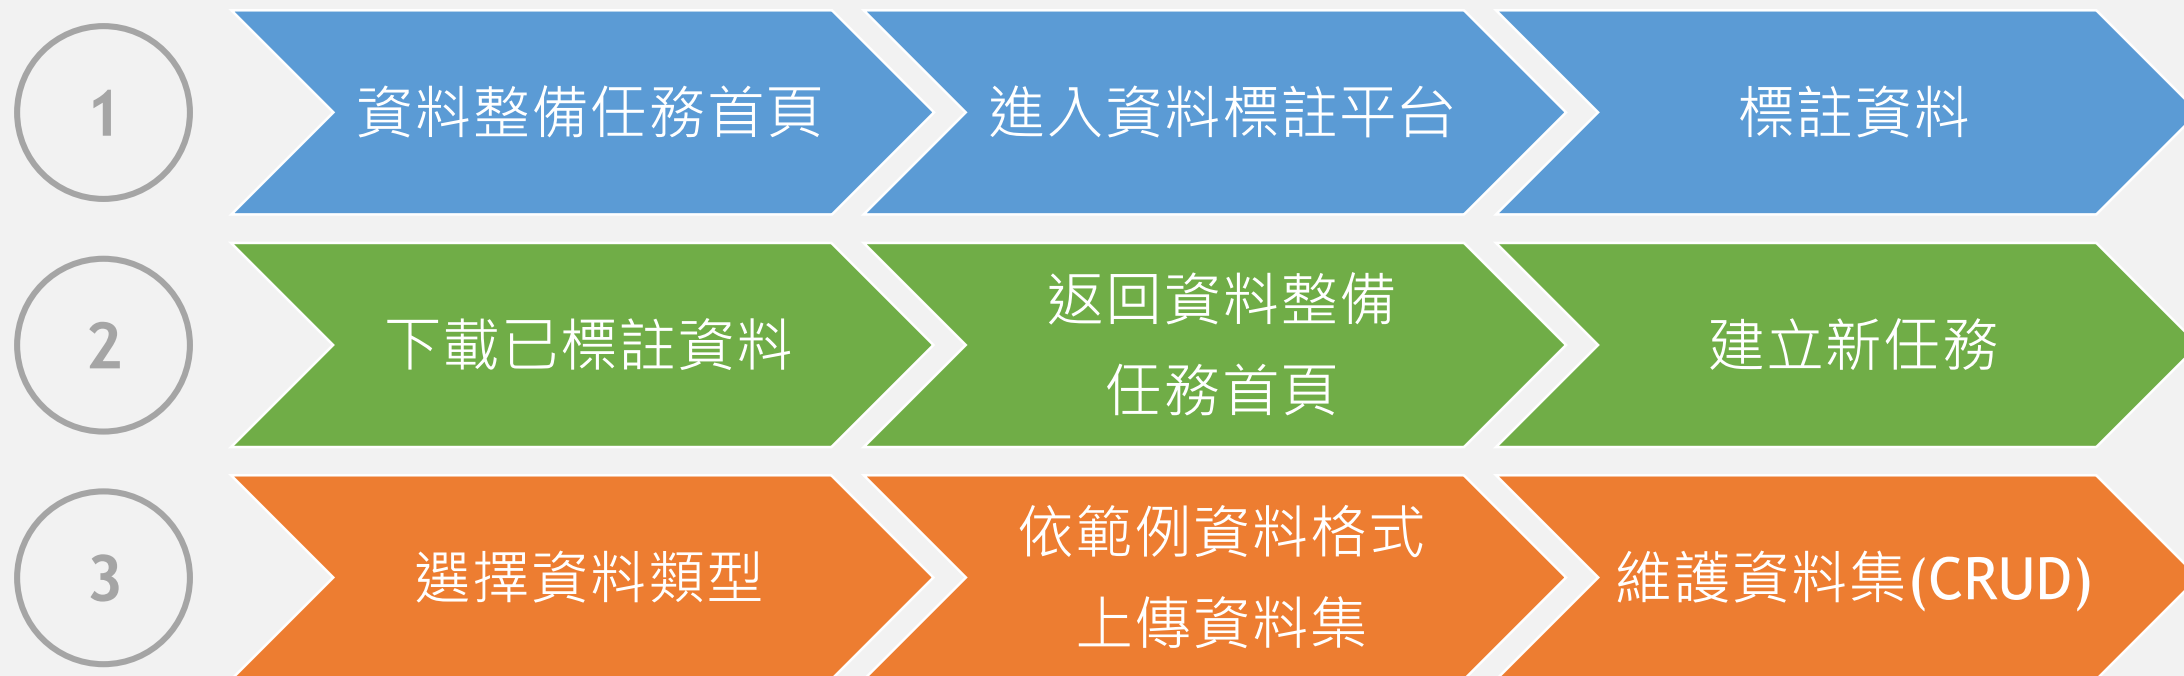 1
資料整備任務首頁
進入資料標註平台
標註資料
2
下載已標註資料
返回資料整備
任務首頁
建立新任務
3
選擇資料類型
依範例資料格式
上傳資料集
維護資料集(CRUD)